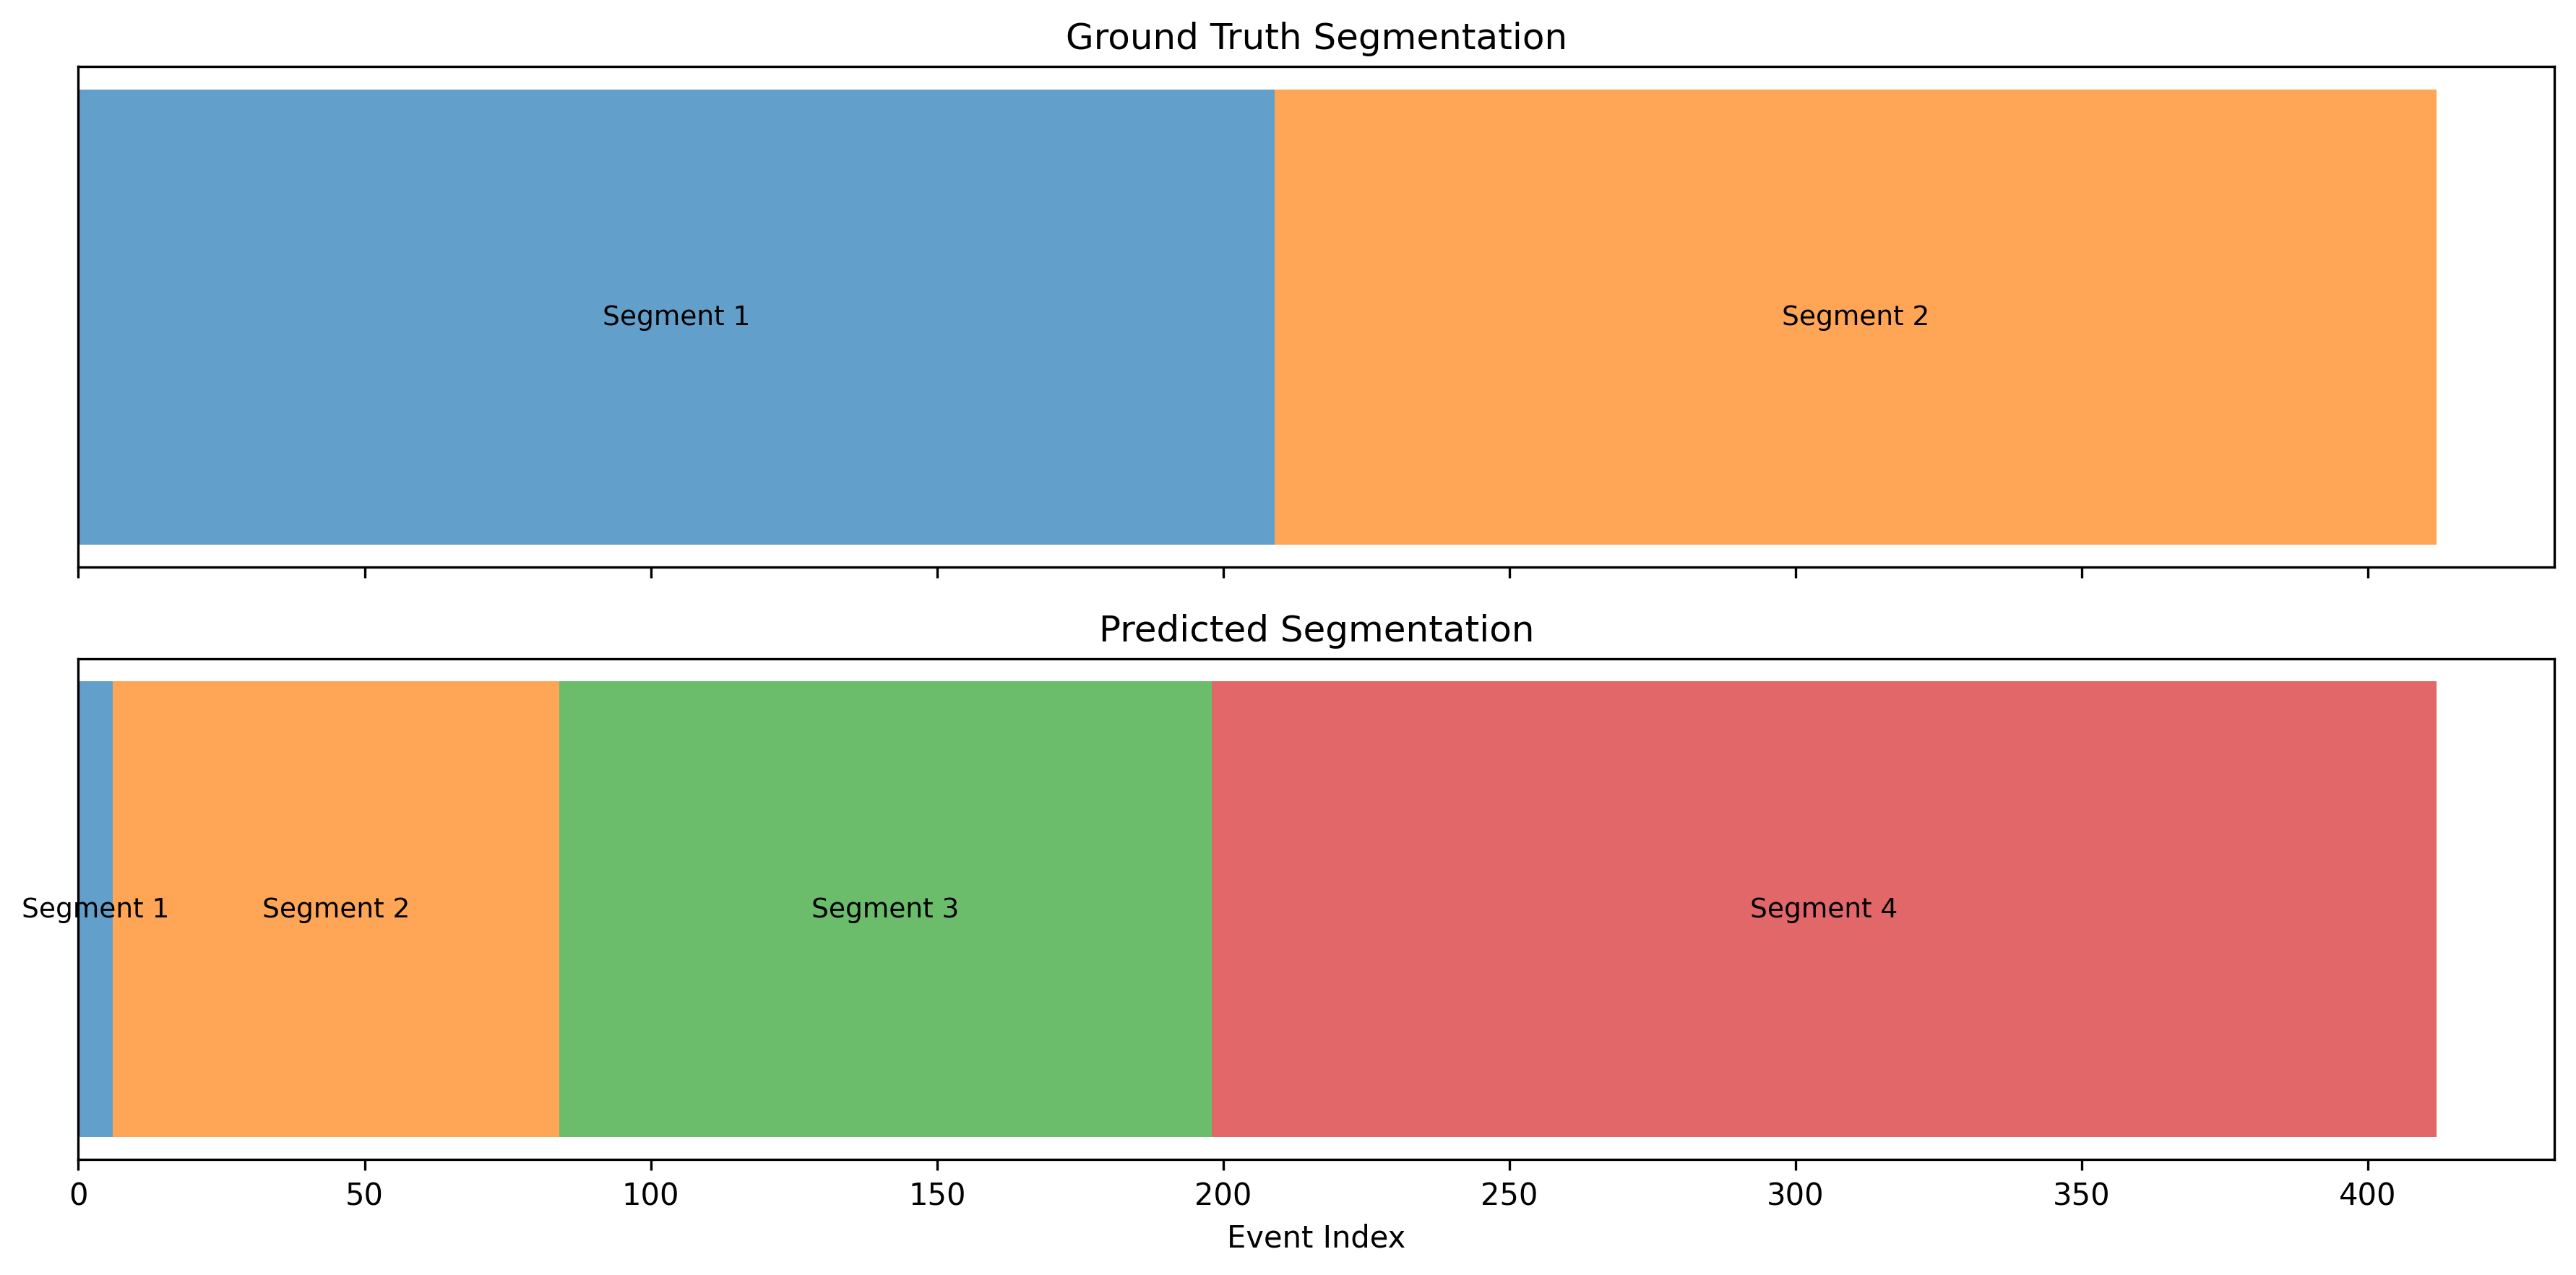 Ground Truth Segmentation
Segment 1 Segment 2
Predicted Segmentation
Segment 1 Segment 2 Segment 3 Segment 4
0 50 100 150 200 250 300 350 400
Event Index